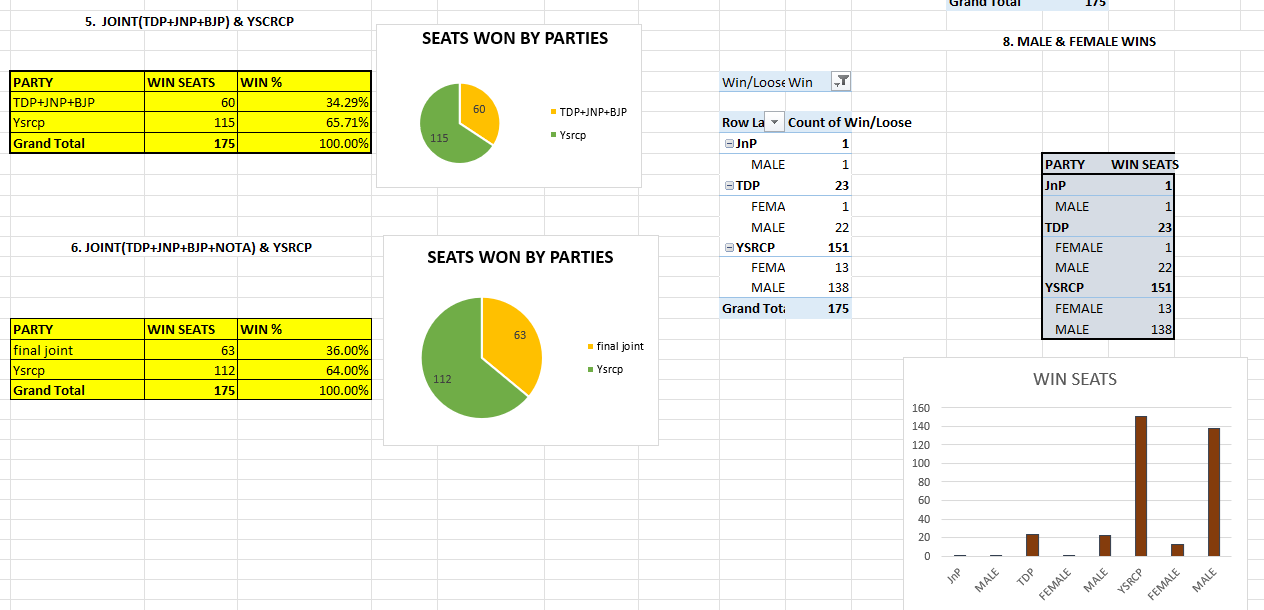 Grand Total 175
5. JOINT(TDP+JNP+BJP) & YSCRCP
PARTY WIN SEATS WIN %
TDP+JNP+BJP 60 34.29%
Ysrcp 115 65.71%
Grand Total 175 100.00%
SEATS WON BY PARTIES
60
115
TDP+JNP+BJP
Ysrcp
6. JOINT(TDP+JNP+BJP+NOTA) & YSRCP
PARTY WIN SEATS WIN %
final joint 63 36.00%
Ysrcp 112 64.00%
Grand Total 175 100.00%
SEATS WON BY PARTIES
63
112
final joint
Ysrcp
Win/Loose Win
Row La Count of Win/Loose
JnP 1
MALE 1
TDP 23
FEMA 1
MALE 22
YSRCP 151
FEMA 13
MALE 138
Grand Tota 175
8. MALE & FEMALE WINS
PARTY WIN SEATS
JnP 1
MALE 1
TDP 23
FEMALE 1
MALE 22
YSRCP 151
FEMALE 13
MALE 138
WIN SEATS
160
140
120
100
80
60
40
20
0
JnP MALE TDP FEMALE MALE YSRCP FEMALE MALE